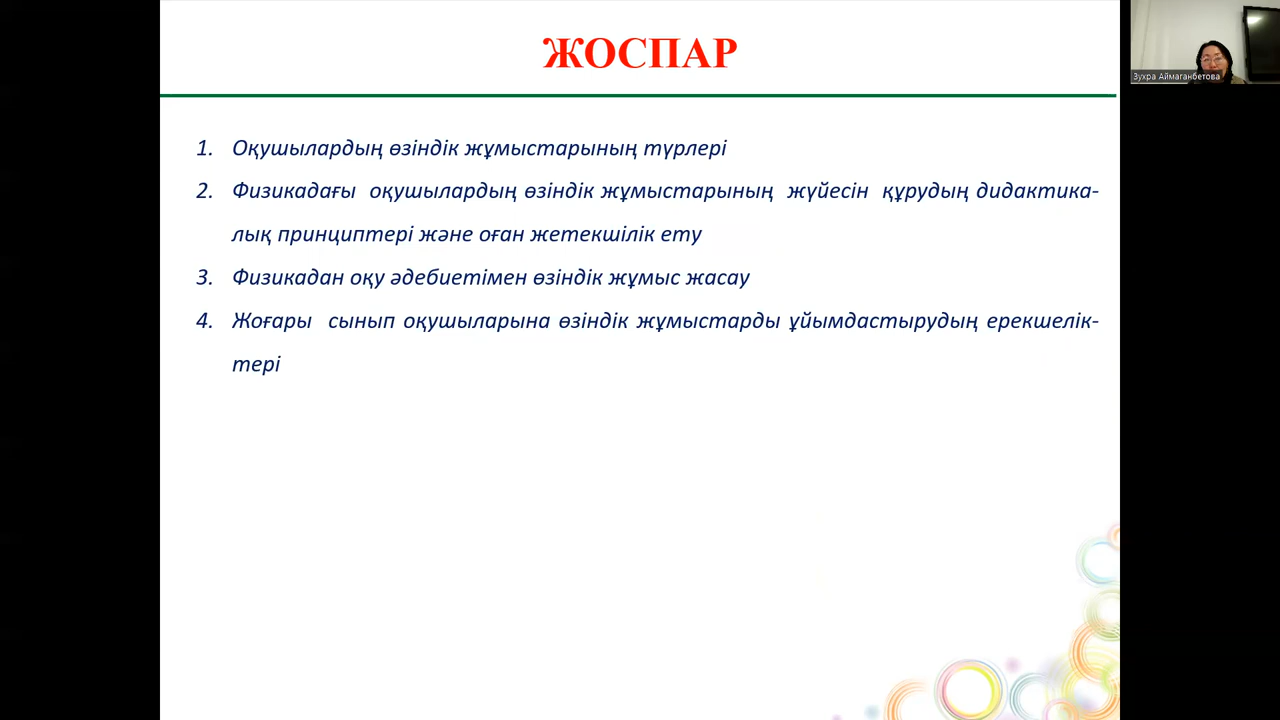 ЖОСПАР
Зухра Аймаганбетова
1. Оқушылардың өзіндік жұмыстарының түрлері
2. Физикадағы оқушылардың өзіндік жұмыстарының жүйесін құрудың дидактика-
лық принциптері және оған жетекшілік ету
3. Физикадан оқу әдебиетімен өзіндік жұмыс жасау
4. Жоғары сынып оқушыларына өзіндік жұмыстарды ұйымдастырудың ерекшелік-
тері